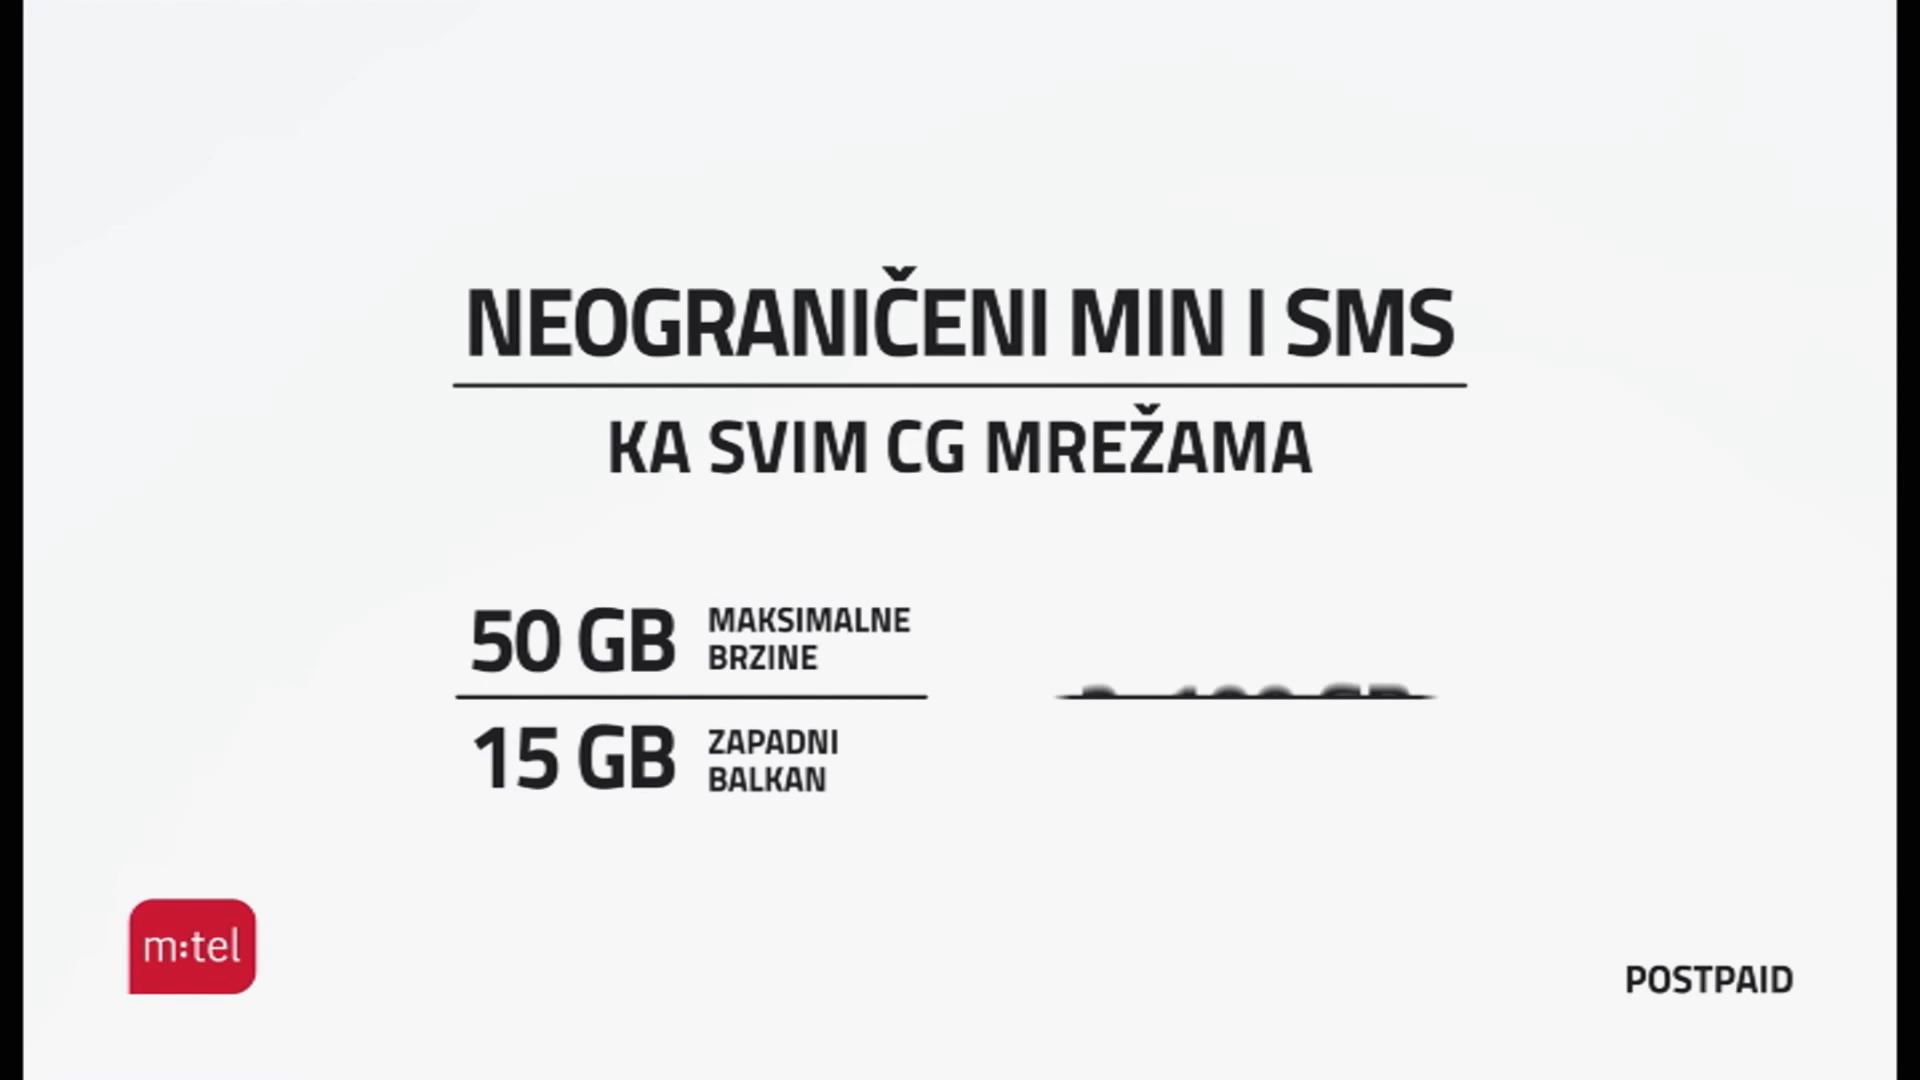 NEOGRANIČENI MIN I SMS
KA SVIM CG MREŽAMA
50 GB MAKSIMALNE
BRZINE
15 GB ZAPADNI
BALKAN
m:tel
POSTPAID